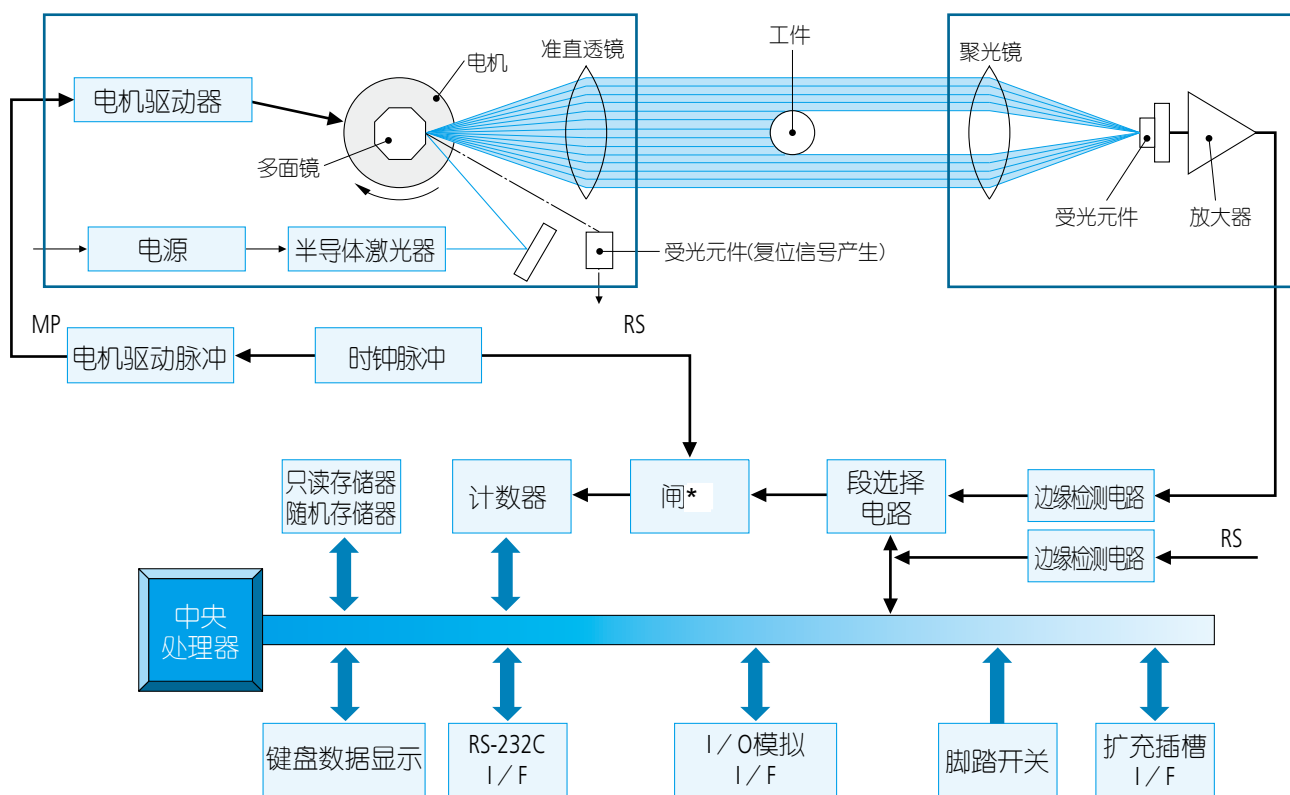 工件
准直透镜
聚光镜
电机
电机驱动器
多面镜
受光元件
放大器
电源
半导体激光器
受光元件(复位信号产生)
MP
RS
电机驱动脉冲
时钟脉冲
只读存储器
随机存储器
计数器
闸*
段选择
电路
边缘检测电路
边缘检测电路
RS
中央
处理器
键盘数据显示
RS-232C
I/F
I/O模拟
I/F
脚踏开关
扩充插槽
I/F